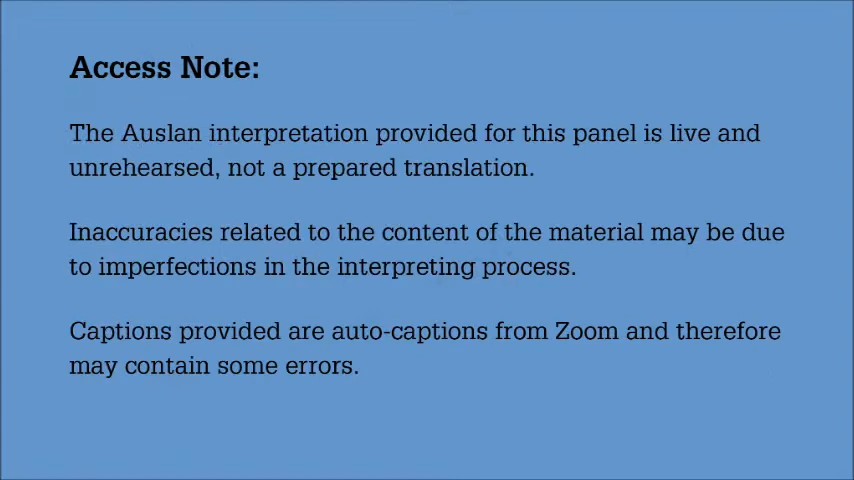 Access Note:
The Auslan interpretation provided for this panel is live and
unrehearsed, not a prepared translation.
Inaccuracies related to the content of the material may be due
to imperfections in the interpreting process.
Captions provided are auto-captions from Zoom and therefore
may contain some errors.